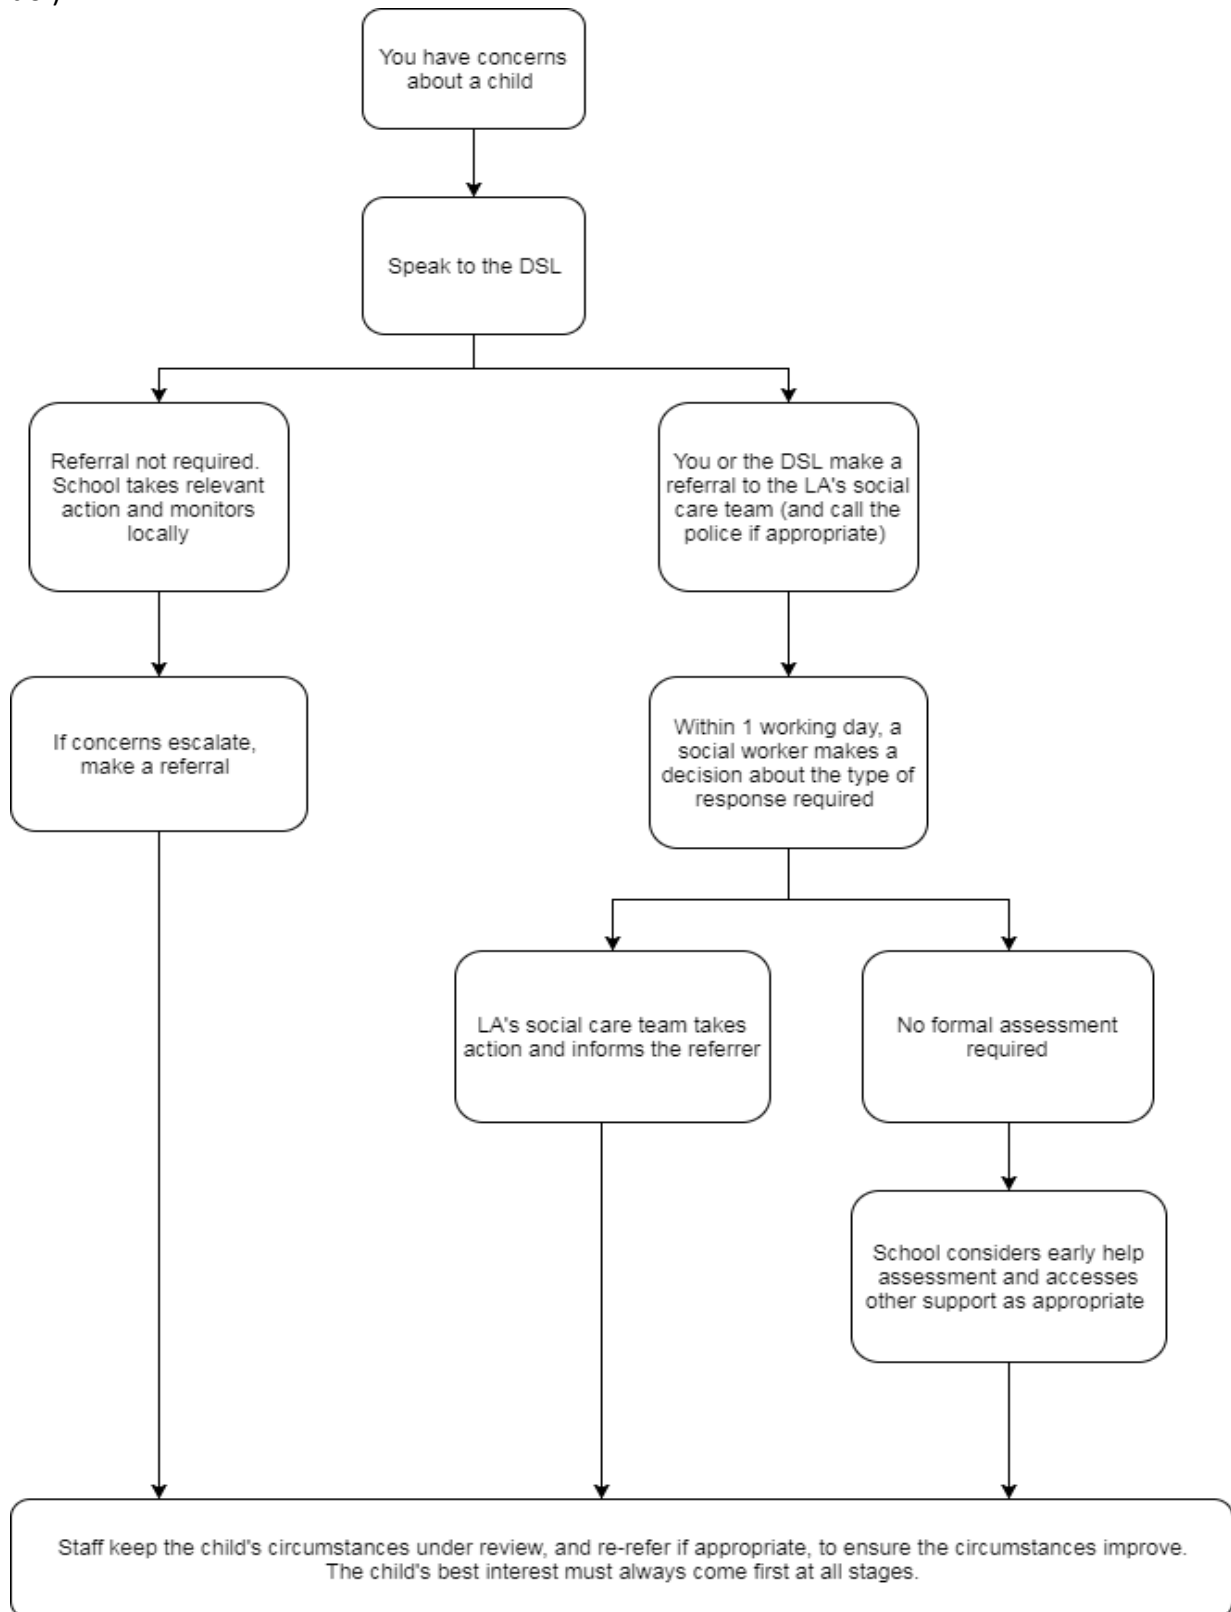 You have concerns
about a child
Speak to the DSL
Referral not required.
School takes relevant
action and monitors
locally
You or the DSL make a
referral to the LA's social
care team (and call the
police if appropriate)
If concerns escalate,
make a referral
Within 1 working day, a
social worker makes a
decision about the type of
response required
LA's social care team takes
action and informs the referrer
No formal assessment
required
School considers early help
assessment and accesses
other support as appropriate
Staff keep the child's circumstances under review, and re-refer if appropriate, to ensure the circumstances improve.
The child's best interest must always come first at all stages.